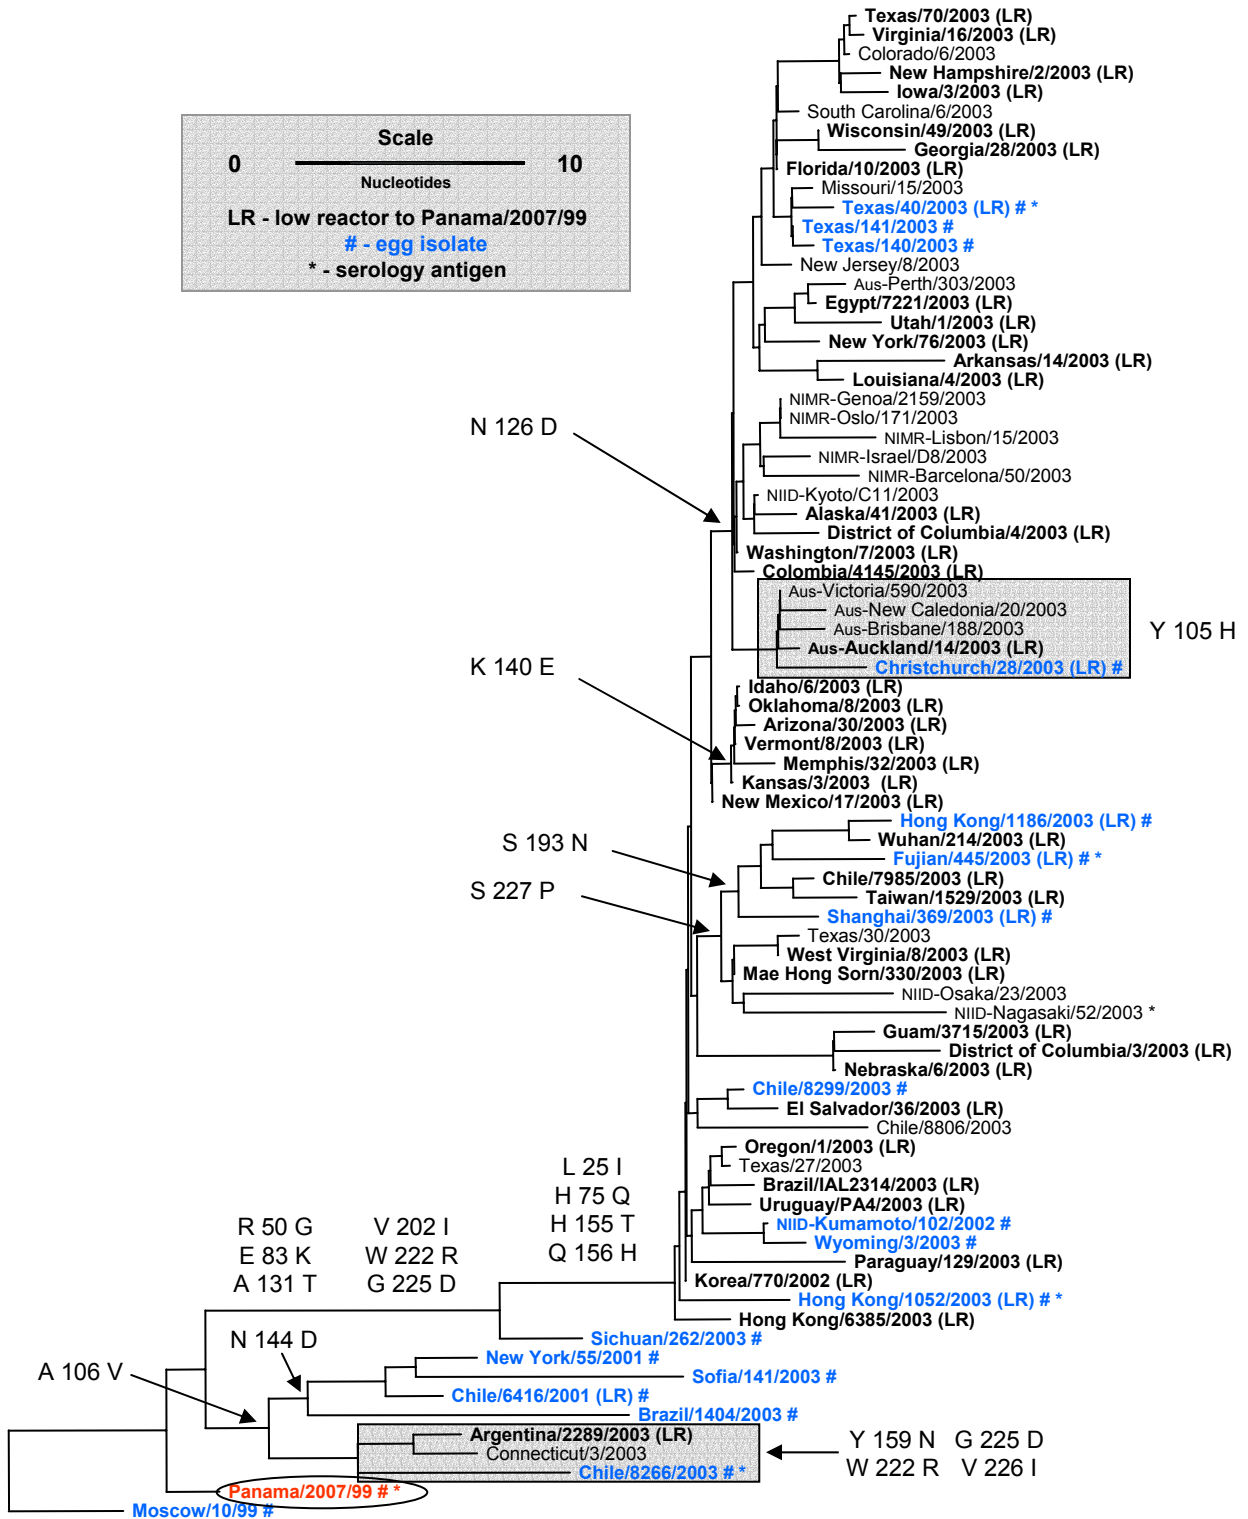 Texas/70/2003 (LR)
Virginia/16/2003 (LR)
Colorado/6/2003
New Hampshire/2/2003 (LR)
Iowa/3/2003 (LR)
South Carolina/6/2003
Wisconsin/49/2003 (LR)
Georgia/28/2003 (LR)
Florida/10/2003 (LR)
Missouri/15/2003
Texas/40/2003 (LR) # *
Texas/141/2003 #
Texas/140/2003 #
New Jersey/8/2003
Aus-Perth/303/2003
Egypt/7221/2003 (LR)
Utah/1/2003 (LR)
New York/76/2003 (LR)
Arkansas/14/2003 (LR)
Louisiana/4/2003 (LR)
NIMR-Genoa/2159/2003
NIMR-Oslo/171/2003
NIMR-Lisbon/15/2003
NIMR-Israel/D8/2003
NIMR-Barcelona/50/2003
NIID-Kyoto/C11/2003
Alaska/41/2003 (LR)
District of Columbia/4/2003 (LR)
Washington/7/2003 (LR)
Colombia/4145/2003 (LR)
Aus-Victoria/590/2003
Aus-New Caledonia/20/2003
Aus-Brisbane/188/2003
Aus-Auckland/14/2003 (LR)
Christchurch/28/2003 (LR) #
Idaho/6/2003 (LR)
Oklahoma/8/2003 (LR)
Arizona/30/2003 (LR)
Vermont/8/2003 (LR)
Memphis/32/2003 (LR)
Kansas/3/2003 (LR)
New Mexico/17/2003 (LR)
Hong Kong/1186/2003 (LR) #
Wuhan/214/2003 (LR)
Fujian/445/2003 (LR) # *
Chile/7985/2003 (LR)
Taiwan/1529/2003 (LR)
Shanghai/369/2003 (LR) #
Texas/30/2003
West Virginia/8/2003 (LR)
Mae Hong Sorn/330/2003 (LR)
NIID-Osaka/23/2003
NIID-Nagasaki/52/2003 *
Guam/3715/2003 (LR)
District of Columbia/3/2003 (LR)
Nebraska/6/2003 (LR)
Chile/8299/2003 #
El Salvador/36/2003 (LR)
Chile/8806/2003
Oregon/1/2003 (LR)
Texas/27/2003
Brazil/IAL2314/2003 (LR)
Uruguay/PA4/2003 (LR)
NIID-Kumamoto/102/2002 #
Wyoming/3/2003 #
Paraguay/129/2003 (LR)
Korea/770/2002 (LR)
Hong Kong/1052/2003 (LR) # *
Hong Kong/6385/2003 (LR)
Sichuan/262/2003 #
New York/55/2001 #
Sofia/141/2003 #
Chile/6416/2001 (LR) #
Brazil/1404/2003 #
Argentina/2289/2003 (LR)
Connecticut/3/2003
Chile/8266/2003 # *
Panama/2007/99 # *
Moscow/10/99 #
Scale
0 10
Nucleotides
LR - low reactor to Panama/2007/99
# - egg isolate
* - serology antigen
N 126 D
Y 105 H
K 140 E
S 193 N
S 227 P
L 25 I
H 75 Q
H 155 T
Q 156 H
R 50 G V 202 I
E 83 K W 222 R
A 131 T G 225 D
N 144 D
A 106 V
Y 159 N G 225 D
W 222 R V 226 I